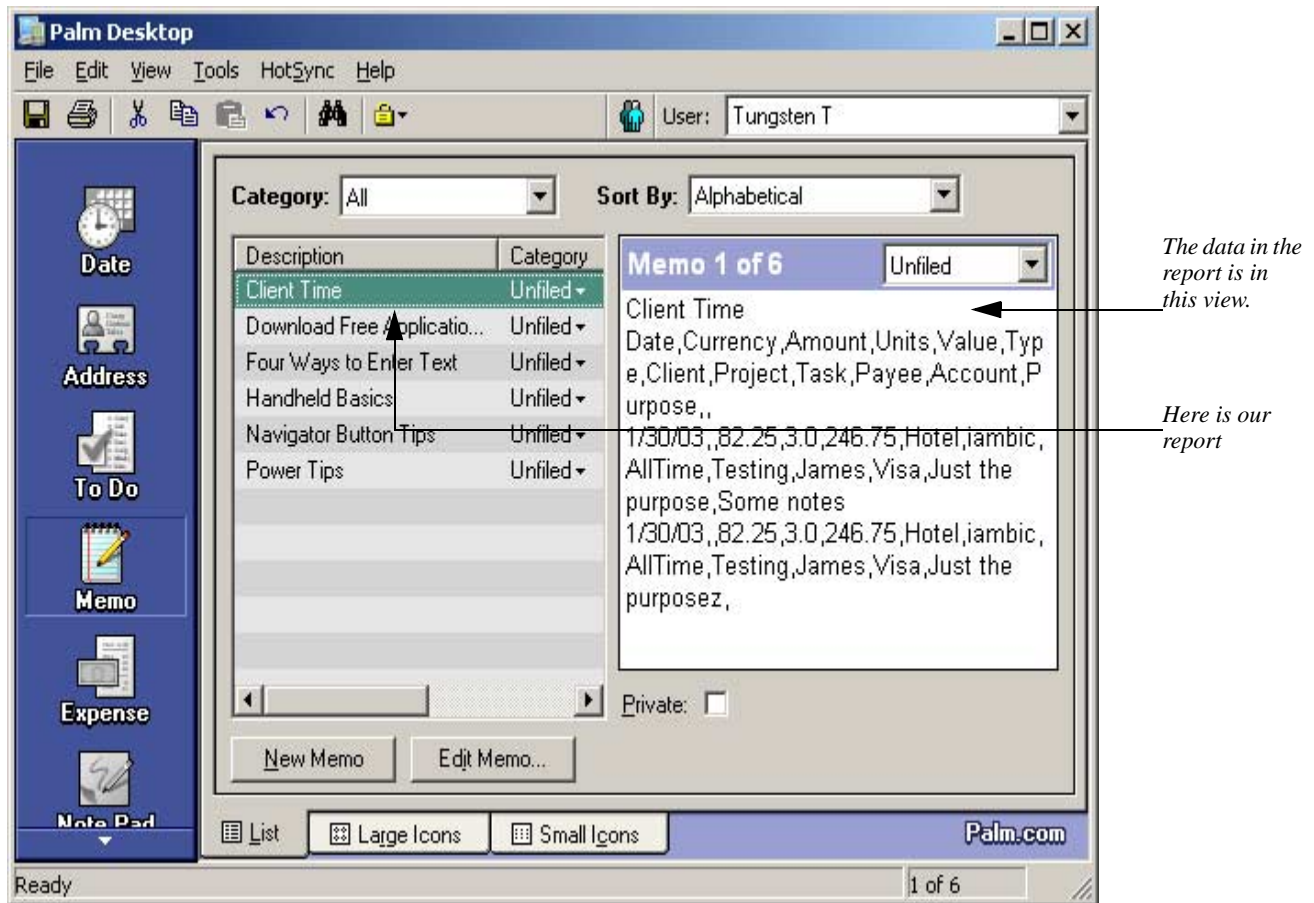 Palm Desktop
File Edit View Tools HotSync Help
User: Tungsten T
Date
Address
To Do
Memo
Expense
Note Pad
Category: All
Sort By: Alphabetical
Description Category
Client Time Unfiled
Download Free Applicatio... Unfiled
Four Ways to Enter Text Unfiled
Handheld Basics Unfiled
Navigator Button Tips Unfiled
Power Tips Unfiled
Memo 1 of 6 Unfiled
Client Time
Date,Currency,Amount,Units,Value,Typ
e,Client,Project,Task,Payee,Account,P
urpose,,
1/30/03,,82.25,3.0,246.75,Hotel,iambic,
AllTime,Testing,James,Visa,Just the
purpose,Some notes
1/30/03,,82.25,3.0,246.75,Hotel,iambic,
AllTime,Testing,James,Visa,Just the
purposez,
Private:
New Memo Edit Memo...
List Large Icons Small Icons Palm.com
Ready 1 of 6
The data in the
report is in
this view.
Here is our
report